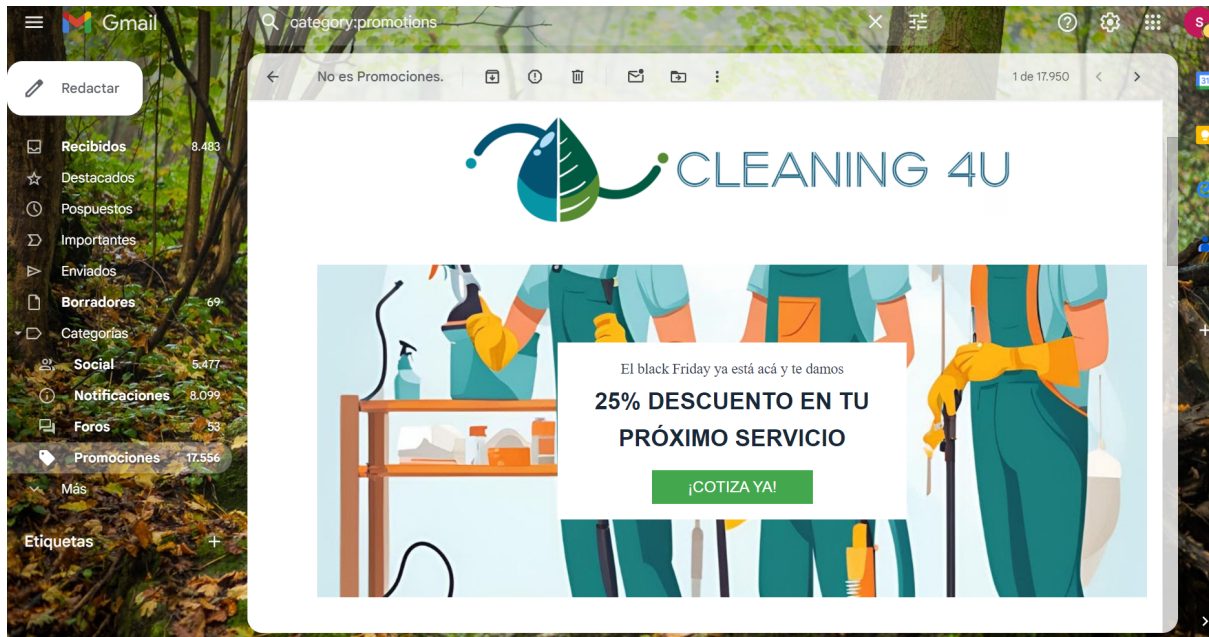 Gmail
category:promotions
S
Redactar
No es Promociones.
1 de 17.950
31
Recibidos 8.483
Destacados
Pospuestos
Importantes
Enviados
Borradores 69
Categorías
Social 5.477
Notificaciones 8.099
Foros 53
Promociones 17.556
Más
Etiquetas
CLEANING 4U
El black Friday ya está acá y te damos
25% DESCUENTO EN TU
PRÓXIMO SERVICIO
¡COTIZA YA!